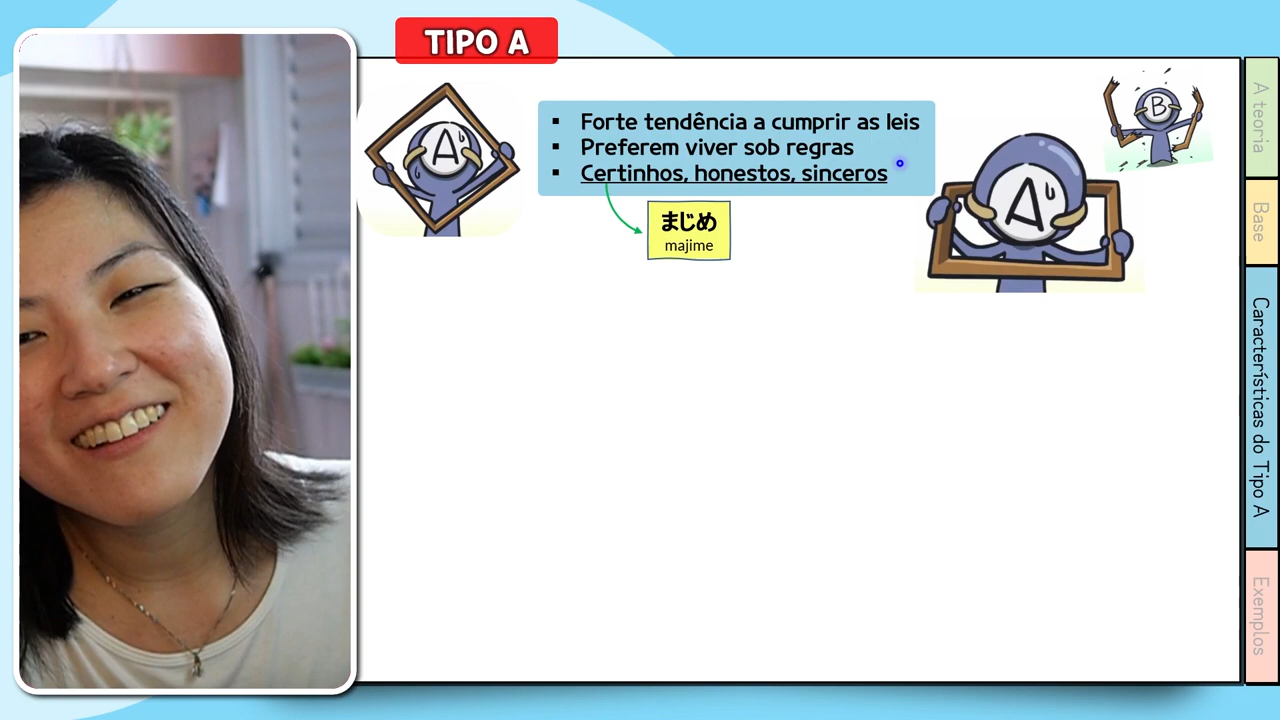 TIPO A
A
Forte tendência a cumprir as leis
Preferem viver sob regras
Certinhos, honestos, sinceros
まじめ
majime
A
B
A teoria
Base
Características do Tipo A
Exemplos